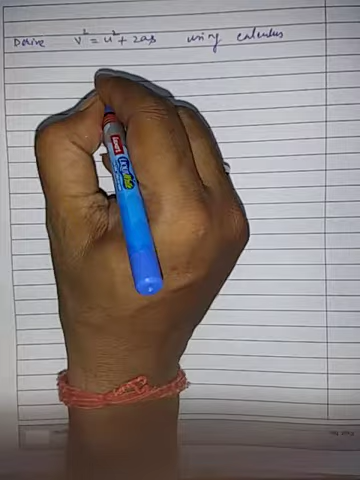 Derive v² = u² + 2as using calculus